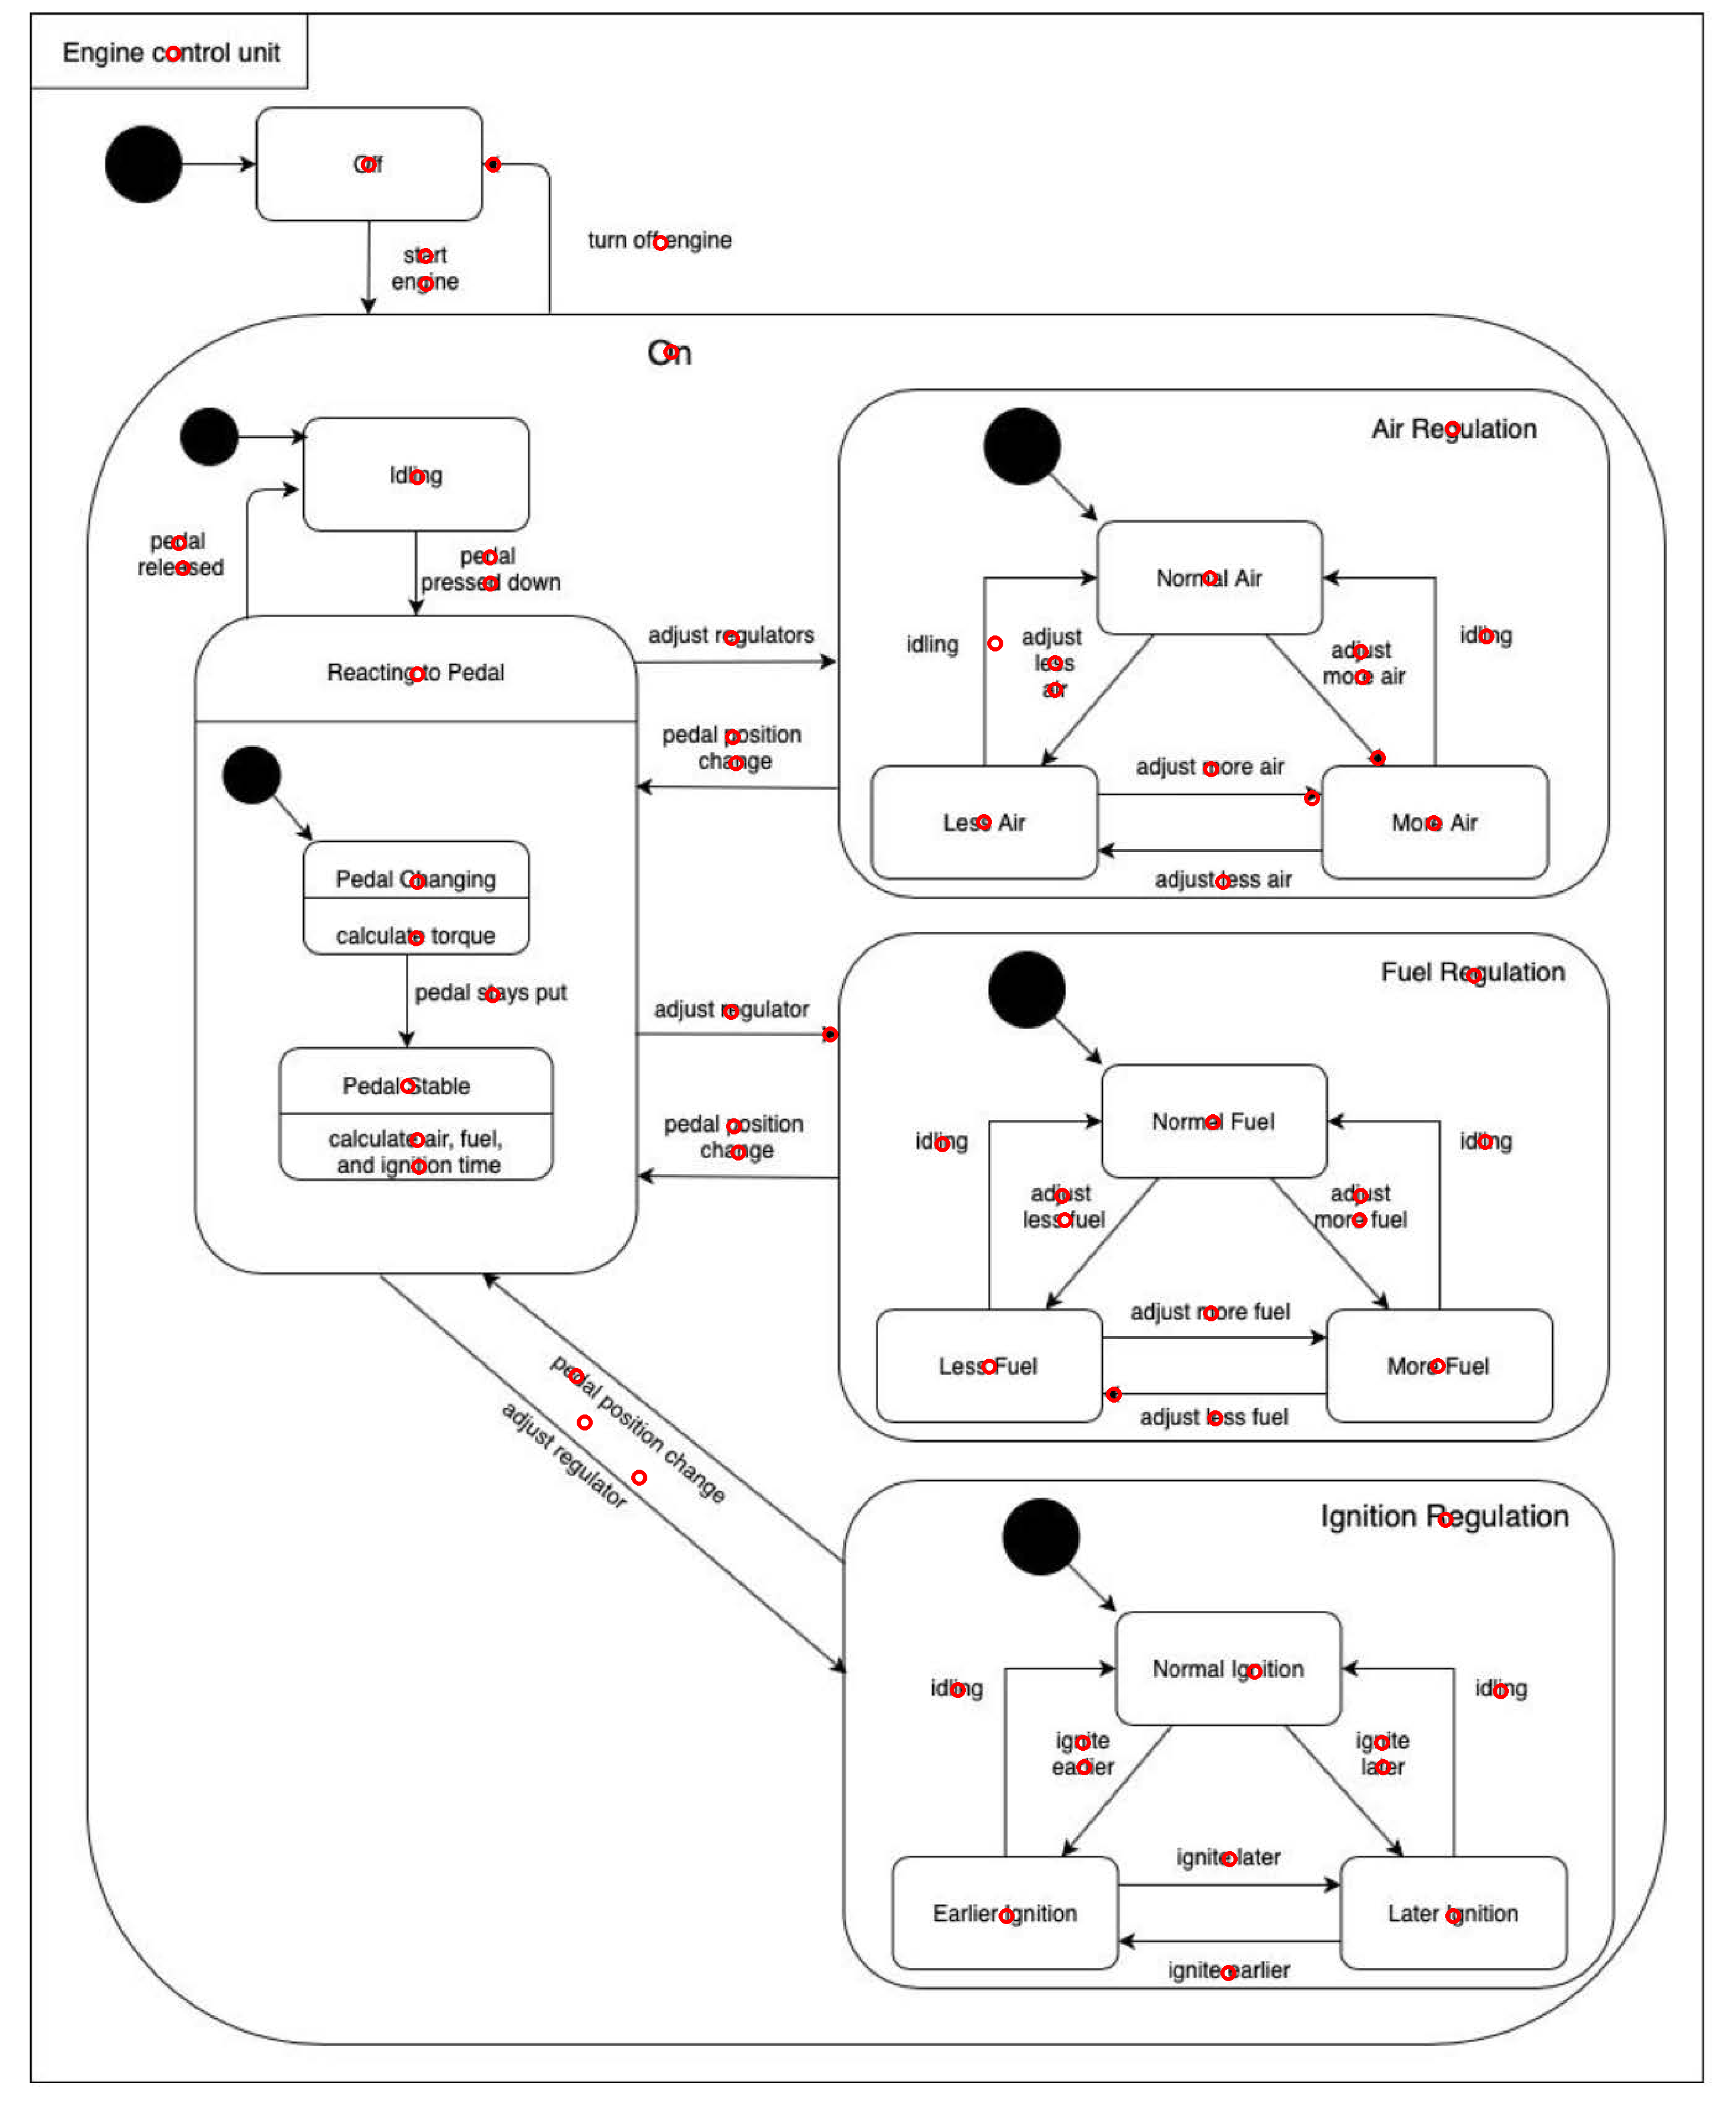 Engine control unit
Off
start
engine
turn off engine
On
Idling
pedal
released
pedal
pressed down
Reacting to Pedal
Pedal Changing
calculate torque
pedal stays put
Pedal Stable
calculate air, fuel,
and ignition time
adjust regulators
pedal position
change
adjust regulator
pedal position
change
pedal position change
adjust regulator
Air Regulation
Normal Air
idling
adjust
less
air
adjust
more air
idling
adjust more air
Less Air
More Air
adjust less air
Fuel Regulation
Normal Fuel
idling
idling
adjust
less fuel
adjust
more fuel
adjust more fuel
Less Fuel
More Fuel
adjust less fuel
Ignition Regulation
Normal Ignition
idling
idling
ignite
earlier
ignite
later
ignite later
Earlier Ignition
Later Ignition
ignite earlier